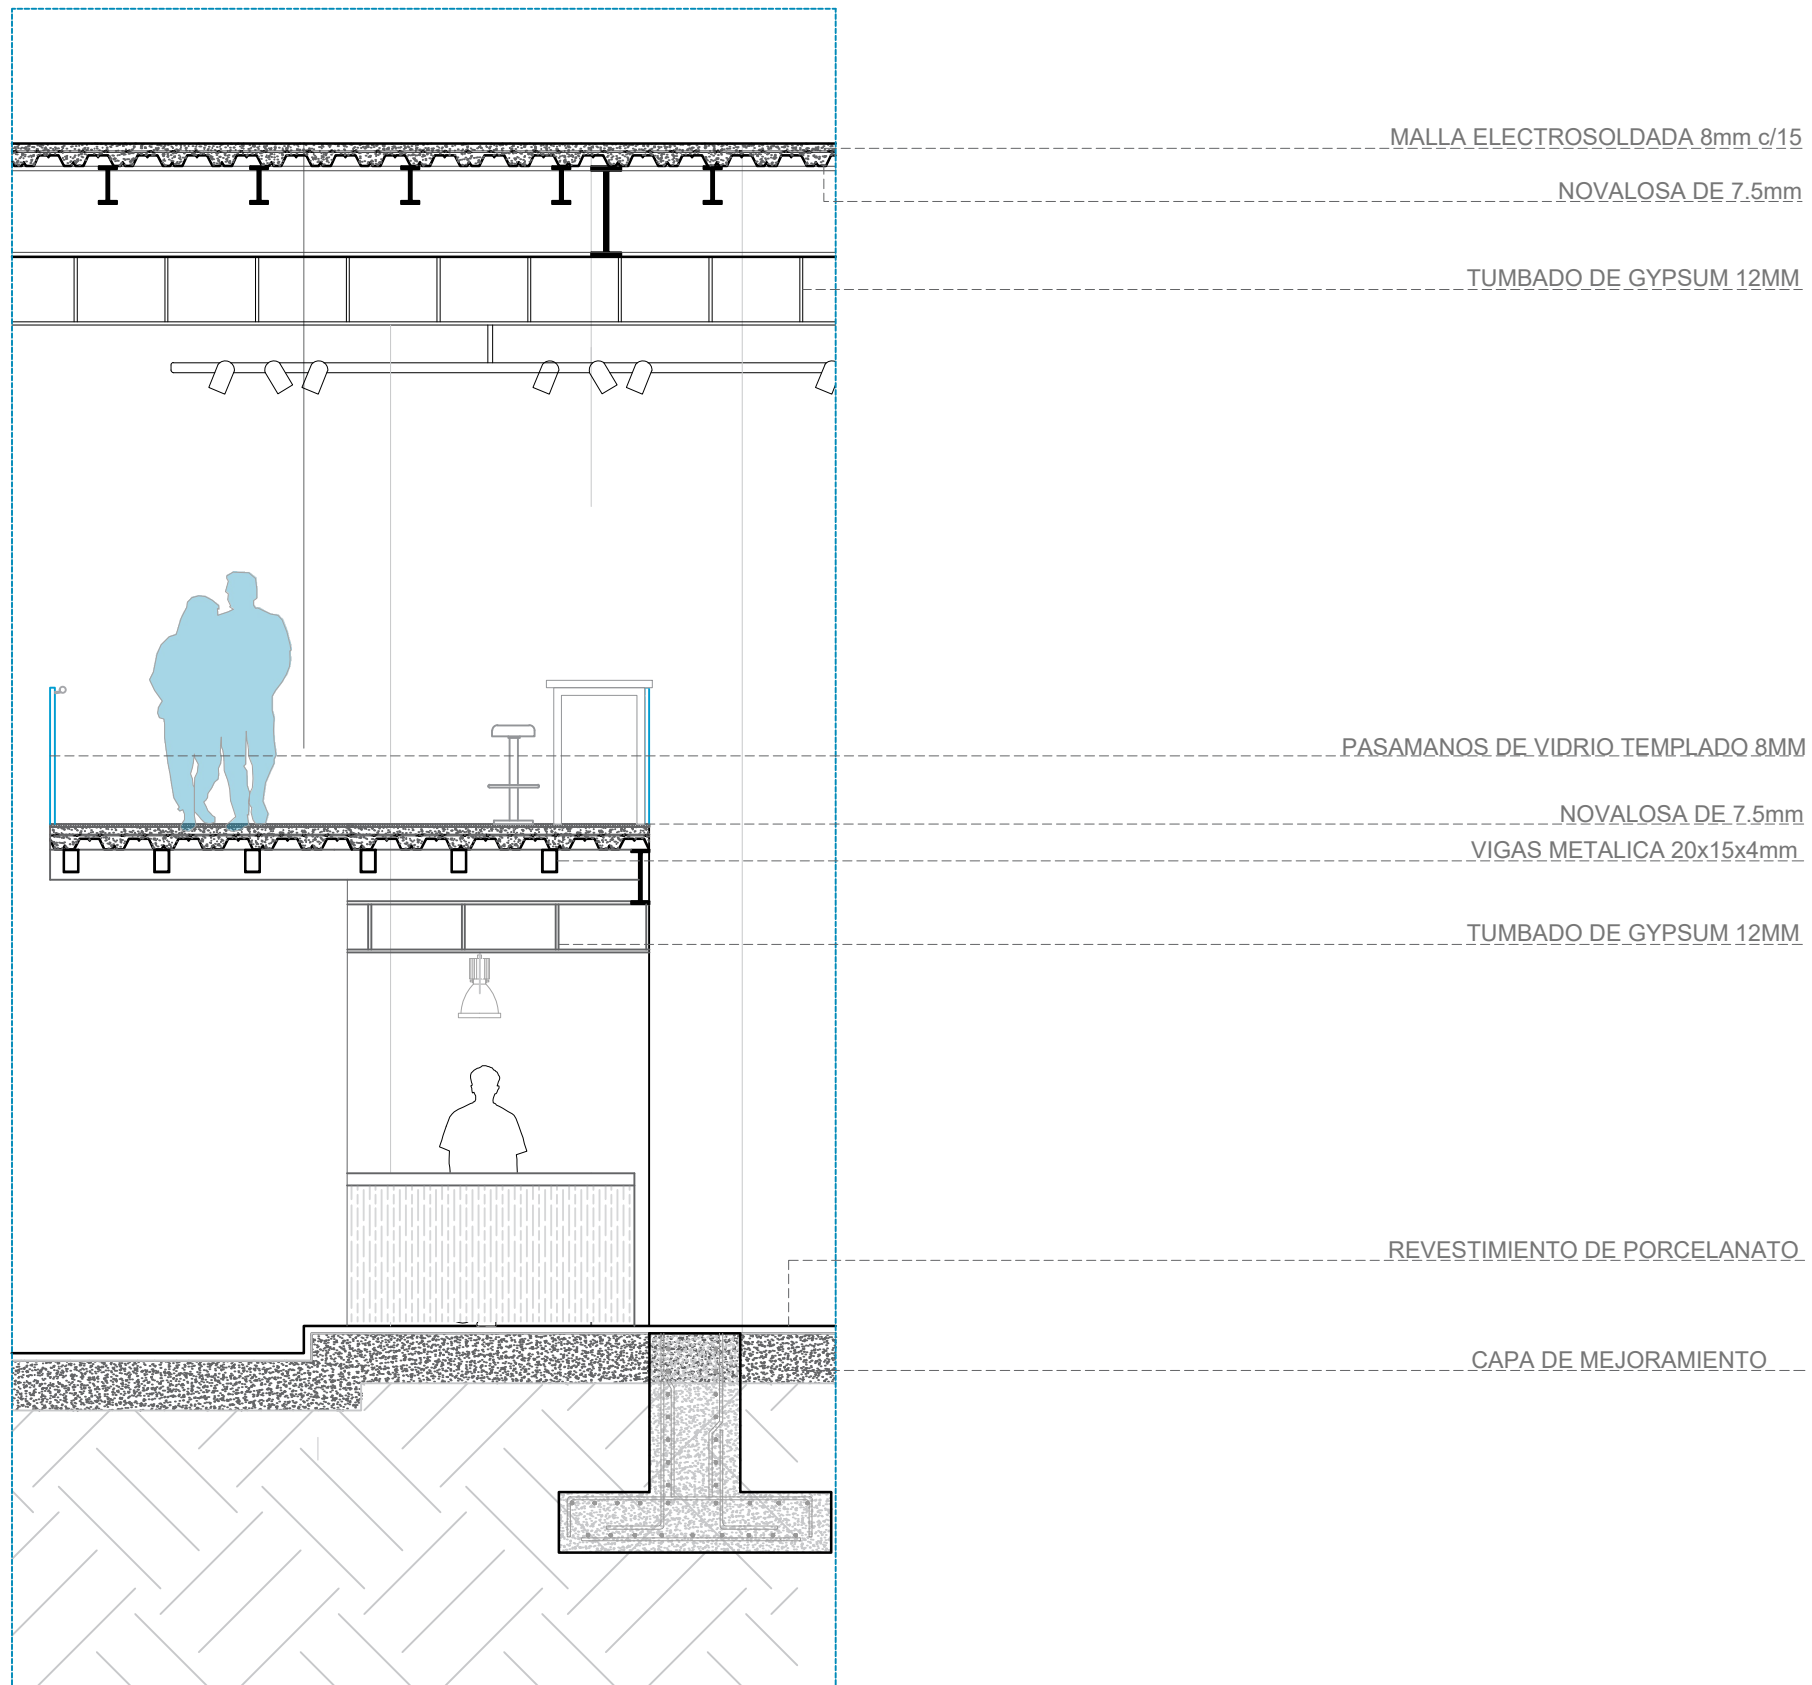 MALLA ELECTROSOLDADA 8mm c/15
NOVALOSA DE 7.5mm
TUMBADO DE GYPSUM 12MM
PASAMANOS DE VIDRIO TEMPLADO 8MM
NOVALOSA DE 7.5mm
VIGAS METALICA 20x15x4mm
TUMBADO DE GYPSUM 12MM
REVESTIMIENTO DE PORCELANATO
CAPA DE MEJORAMIENTO